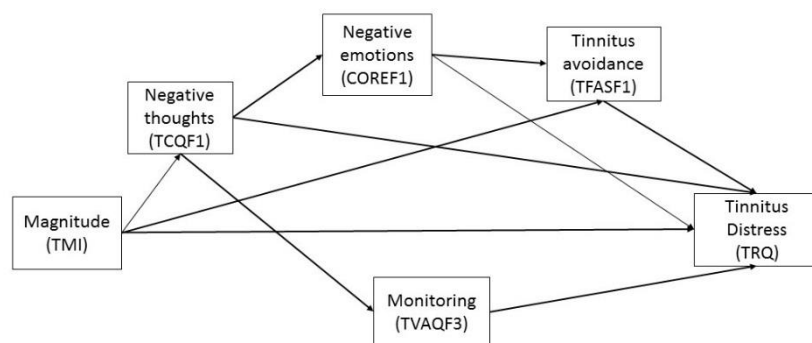 Negative
emotions
(COREF1)
Tinnitus
avoidance
(TFASF1)
Negative
thoughts
(TCQF1)
Magnitude
(TMI)
Tinnitus
Distress
(TRQ)
Monitoring
(TVAQF3)